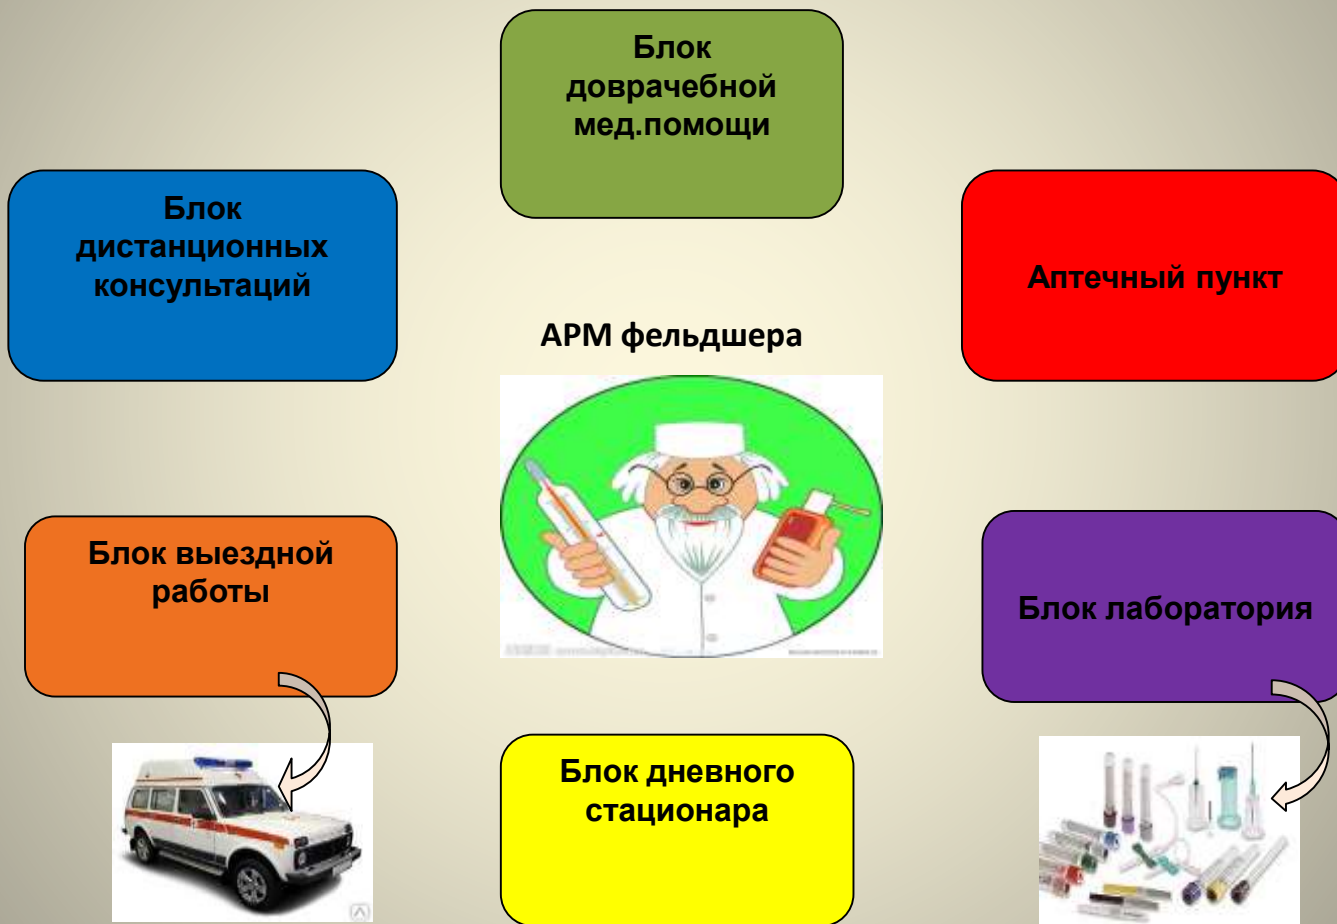 Блок
доврачебной
мед.помощи
Блок
дистанционных
консультаций
Аптечный пункт
АРМ фельдшера
Блок выездной
работы
Блок лаборатория
Блок дневного
стационара